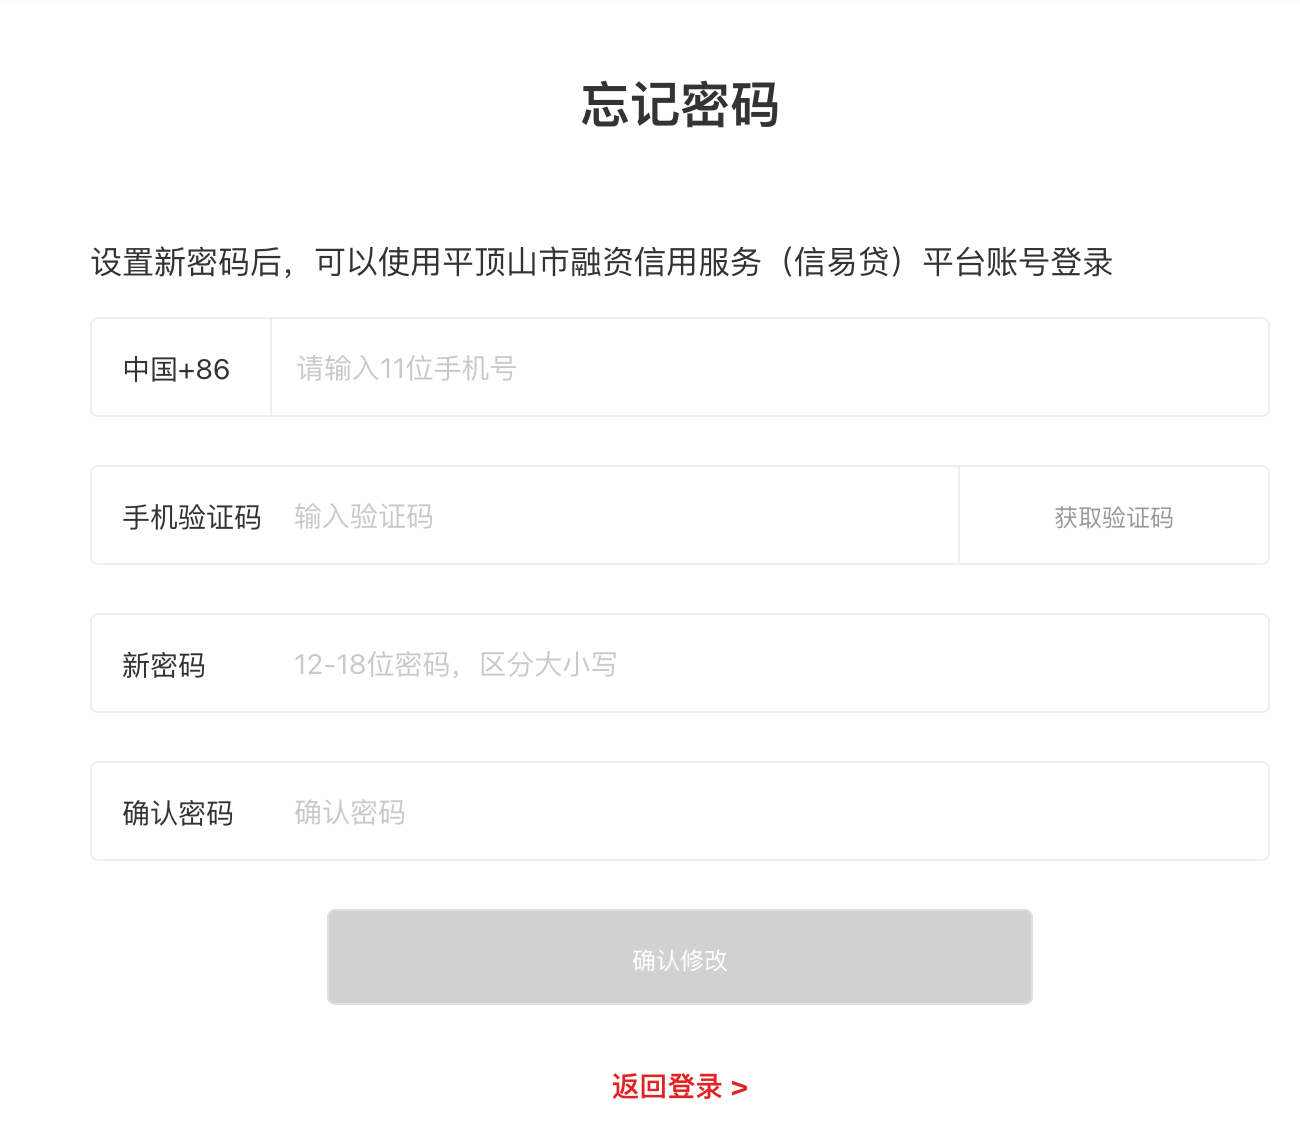 忘记密码
设置新密码后，可以使用平顶山市融资信用服务（信易贷）平台账号登录
中国+86 请输入11位手机号
手机验证码 输入验证码 获取验证码
新密码 12-18位密码，区分大小写
确认密码 确认密码
确认修改
返回登录 >